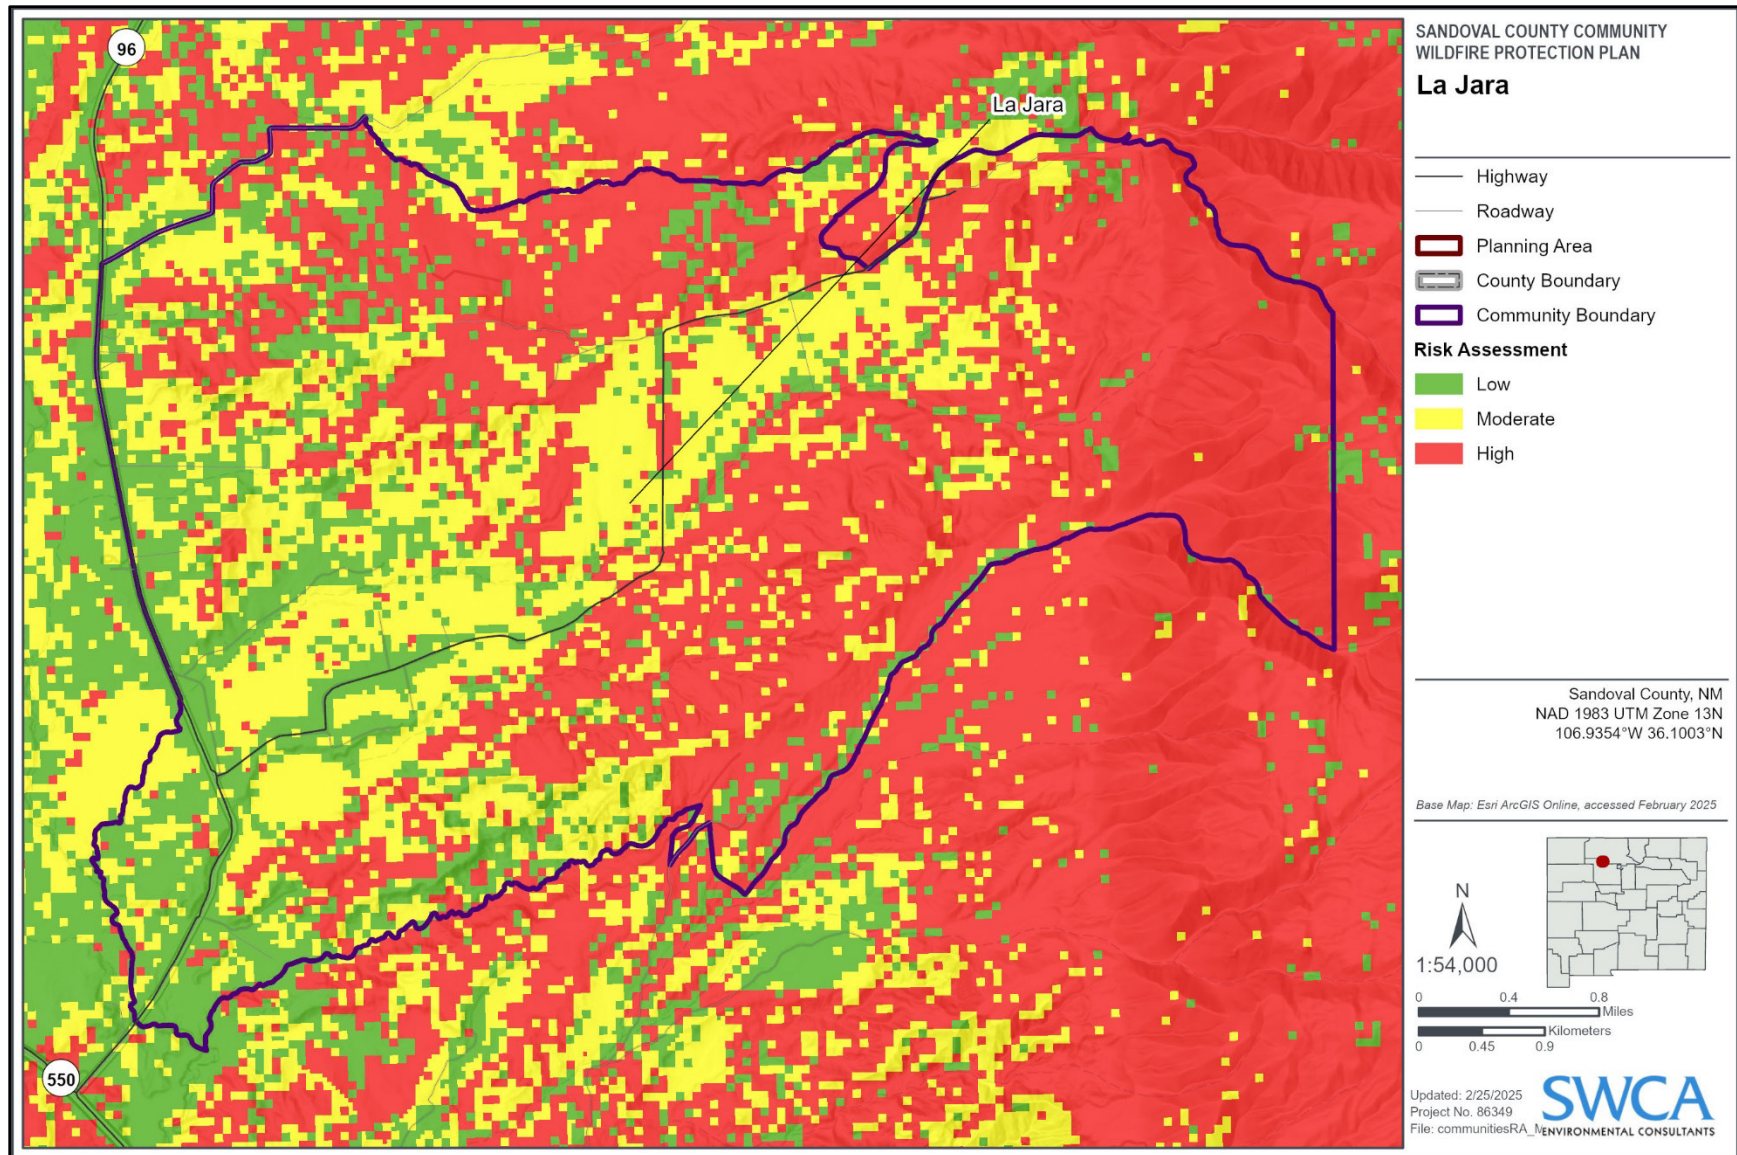 96
La Jara
550
SANDOVAL COUNTY COMMUNITY
WILDFIRE PROTECTION PLAN
La Jara
Highway
Roadway
Planning Area
County Boundary
Community Boundary
Risk Assessment
Low
Moderate
High
Sandoval County, NM
NAD 1983 UTM Zone 13N
106.9354°W 36.1003°N
Base Map: Esri ArcGIS Online, accessed February 2025
N
1:54,000
0 0.4 0.8
Miles
Kilometers
0 0.45 0.9
Updated: 2/25/2025
Project No. 86349
File: communitiesRA_M
SWCA
ENVIRONMENTAL CONSULTANTS